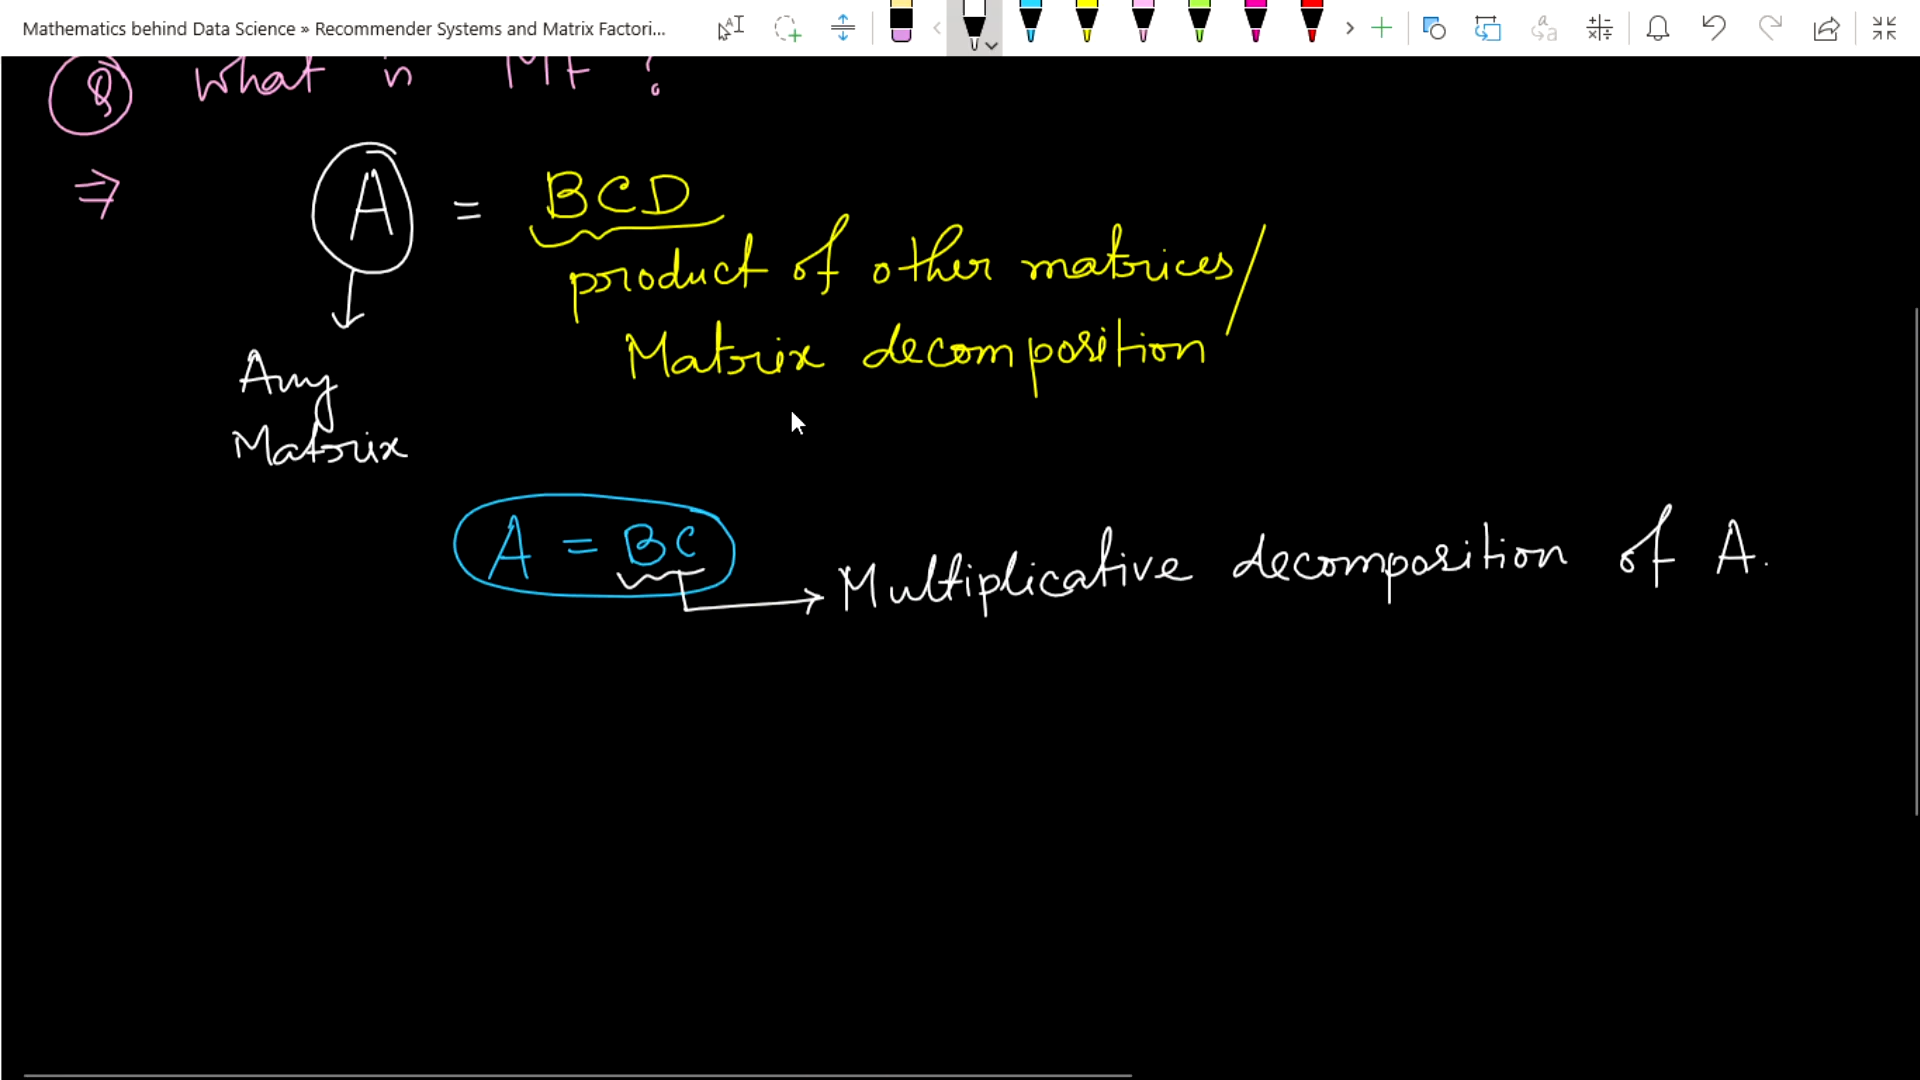 Mathematics behind Data Science » Recommender Systems and Matrix Factori...
Q What is MF ?
⇒ A = BCD
product of other matrices/
Matrix decomposition
Any
Matrix
A = BC → Multiplicative decomposition of A.